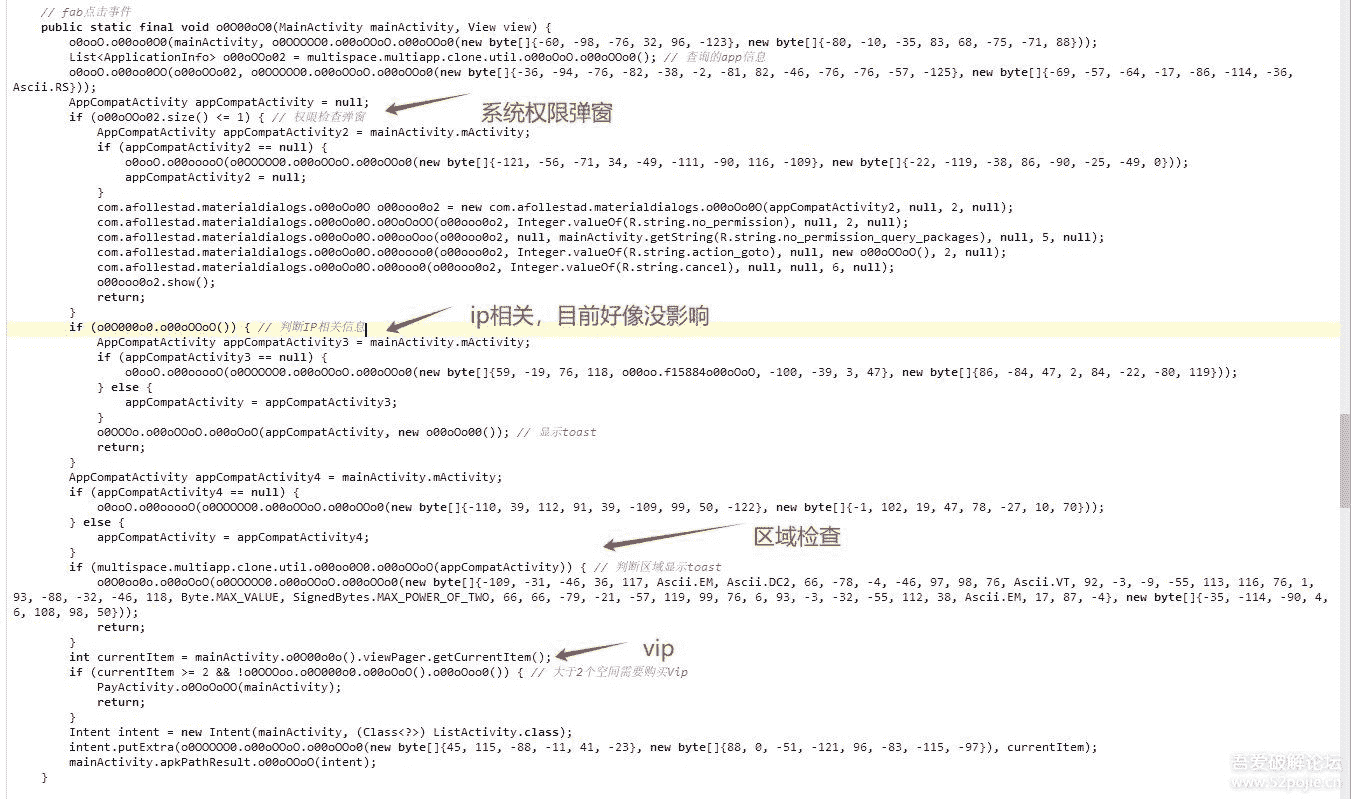 // fab点击事件
public static final void o0O00oO0(MainActivity mainActivity, View view) {
o0ooO.o00oo0O0(mainActivity, o0OOOOO0.o00oOOoO.o00oOOo0(new byte[]{-60, -98, -76, 32, 96, -123}, new byte[]{-80, -10, -35, 83, 68, -75, -71, 88}));
List<ApplicationInfo> o00oOOo02 = multispace.multiapp.clone.util.o00oOoO.o00oOOo0(); // 查询的app信息
o0ooO.o00oo0OO(o00oOOo02, o0OOOOO0.o00oOOoO.o00oOOo0(new byte[]{-36, -94, -76, -82, -38, -2, -81, 82, -46, -76, -76, -57, -125}, new byte[]{-69, -57, -64, -17, -86, -114, -36,
Ascii.RS}));
AppCompatActivity appCompatActivity = null;
if (o00oOOo02.size() <= 1) { // 权限检查弹窗
系统权限弹窗
AppCompatActivity appCompatActivity2 = mainActivity.mActivity;
if (appCompatActivity2 == null) {
o0ooO.o00ooooO(o0OOOOO0.o00oOOoO.o00oOOo0(new byte[]{-121, -56, -71, 34, -49, -111, -90, 116, -109}, new byte[]{-22, -119, -38, 86, -90, -25, -49, 0}));
appCompatActivity2 = null;
}
com.afollestad.materialdialogs.o00oOo0O o00ooo0o2 = new com.afollestad.materialdialogs.o00oOo0O(appCompatActivity2, null, 2, null);
com.afollestad.materialdialogs.o00oOo0O.o0OoOoOO(o00ooo0o2, Integer.valueOf(R.string.no_permission), null, 2, null);
com.afollestad.materialdialogs.o00oOo0O.o00ooOoo(o00ooo0o2, null, mainActivity.getString(R.string.no_permission_query_packages), null, 5, null);
com.afollestad.materialdialogs.o00oOo0O.o00oooo0(o00ooo0o2, Integer.valueOf(R.string.action_goto), null, new o00oOOoO(), 2, null);
com.afollestad.materialdialogs.o00oOo0O.o00ooo0(o00ooo0o2, Integer.valueOf(R.string.cancel), null, null, 6, null);
o00ooo0o2.show();
return;
}
if (o0O000o0.o00oOOoO()) { // 判断IP相关信息
ip相关，目前好像没影响
AppCompatActivity appCompatActivity3 = mainActivity.mActivity;
if (appCompatActivity3 == null) {
o0ooO.o00ooooO(o0OOOOO0.o00oOOoO.o00oOOo0(new byte[]{59, -19, 76, 118, o00oo.f15884o00oOoO, -100, -39, 3, 47}, new byte[]{86, -84, 47, 2, 84, -22, -80, 119}));
} else {
appCompatActivity = appCompatActivity3;
}
o0OOOo.o00oOOoO.o00oOoO(appCompatActivity, new o00oOo00()); // 显示toast
return;
}
AppCompatActivity appCompatActivity4 = mainActivity.mActivity;
if (appCompatActivity4 == null) {
o0ooO.o00ooooO(o0OOOOO0.o00oOOoO.o00oOOo0(new byte[]{-110, 39, 112, 91, 39, -109, 99, 50, -122}, new byte[]{-1, 102, 19, 47, 78, -27, 10, 70}));
} else {
appCompatActivity = appCompatActivity4;
}
区域检查
if (multispace.multiapp.clone.util.o00oo0O0.o00oOOoO(appCompatActivity)) { // 判断区域显示toast
o0O0oo0o.o00oOoO(o0OOOOO0.o00oOOoO.o00oOOo0(new byte[]{-109, -31, -46, 36, 117, Ascii.EM, Ascii.DC2, 66, -78, -4, -46, 97, 98, 76, Ascii.VT, 92, -3, -9, -55, 113, 116, 76, 1,
93, -88, -32, -46, 118, Byte.MAX_VALUE, SignedBytes.MAX_POWER_OF_TWO, 66, 66, -79, -21, -57, 119, 99, 76, 6, 93, -3, -32, -55, 112, 38, Ascii.EM, 17, 87, -4}, new byte[]{-35, -114, -90, 4,
6, 108, 98, 50}));
return;
}
int currentItem = mainActivity.o0O00o0o().viewPager.getCurrentItem();
vip
if (currentItem >= 2 && !o0OOOoo.o0O000o0.o00oOoO().o00oOoo0()) { // 大于2个空间需要购买Vip
PayActivity.o0OoOoOO(mainActivity);
return;
}
Intent intent = new Intent(mainActivity, (Class<?>) ListActivity.class);
intent.putExtra(o0OOOOO0.o00oOOoO.o00oOOo0(new byte[]{45, 115, -88, -11, 41, -23}, new byte[]{88, 0, -51, -121, 96, -83, -115, -97}), currentItem);
mainActivity.apkPathResult.o00oOOoO(intent);
}
吾爱破解论坛
www.52pojie.cn